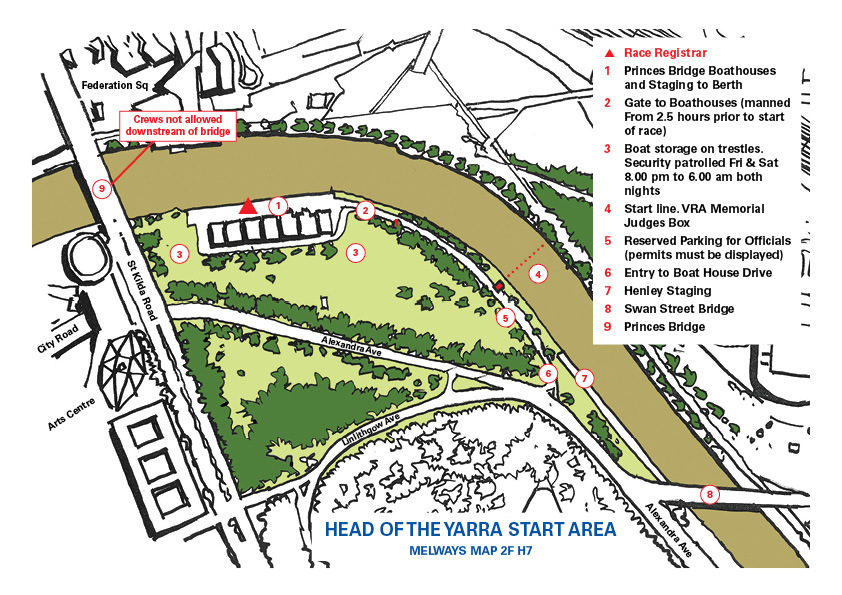 Federation Sq
Crews not allowed
downstream of bridge
▲ Race Registrar
1 Princes Bridge Boathouses
and Staging to Berth
2 Gate to Boathouses (manned
From 2.5 hours prior to start
of race)
3 Boat storage on trestles.
Security patrolled Fri & Sat
8.00 pm to 6.00 am both
nights
4 Start line. VRA Memorial
Judges Box
5 Reserved Parking for Officials
(permits must be displayed)
6 Entry to Boat House Drive
7 Henley Staging
8 Swan Street Bridge
9 Princes Bridge
9
1
2
3
3
4
5
6
7
8
St Kilda Road
City Road
Arts Centre
Alexandra Ave
Linlithgow Ave
Alexandra Ave
HEAD OF THE YARRA START AREA
MELWAYS MAP 2F H7